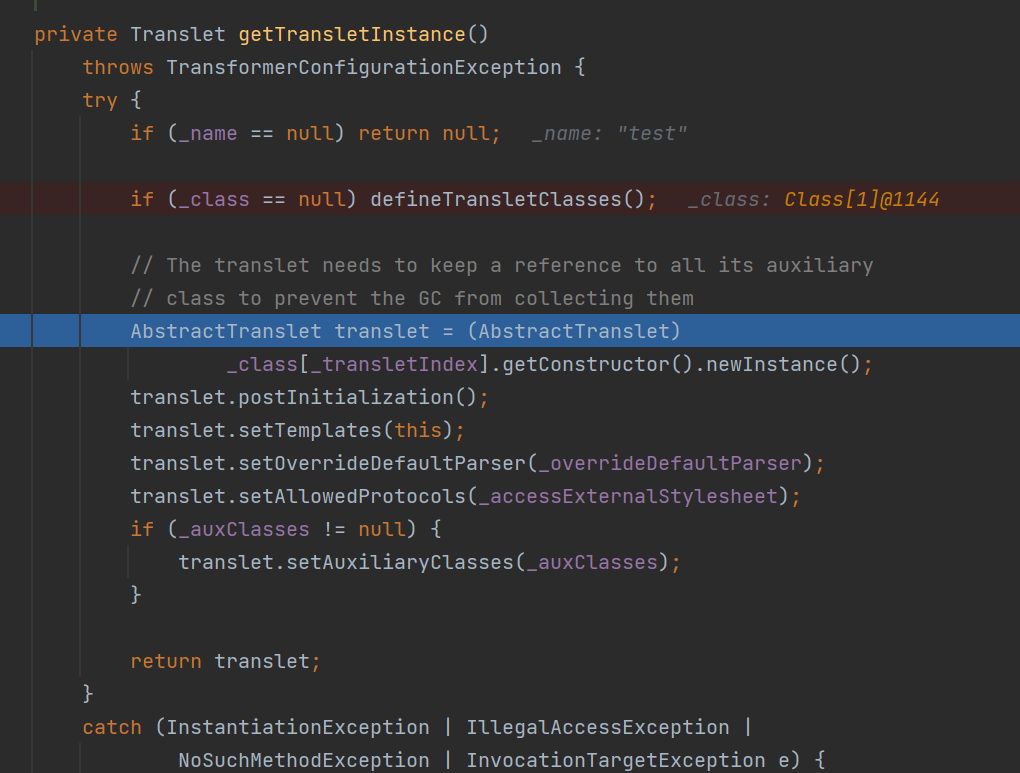 private Translet getTransletInstance()
throws TransformerConfigurationException {
try {
if (_name == null) return null; _name: "test"
if (_class == null) defineTransletClasses(); _class: Class[1]@1144
// The translet needs to keep a reference to all its auxiliary
// class to prevent the GC from collecting them
AbstractTranslet translet = (AbstractTranslet)
_class[_transletIndex].getConstructor().newInstance();
translet.postInitialization();
translet.setTemplates(this);
translet.setOverrideDefaultParser(_overrideDefaultParser);
translet.setAllowedProtocols(_accessExternalStylesheet);
if (_auxClasses != null) {
translet.setAuxiliaryClasses(_auxClasses);
}
return translet;
}
catch (InstantiationException | IllegalAccessException |
NoSuchMethodException | InvocationTargetException e) {